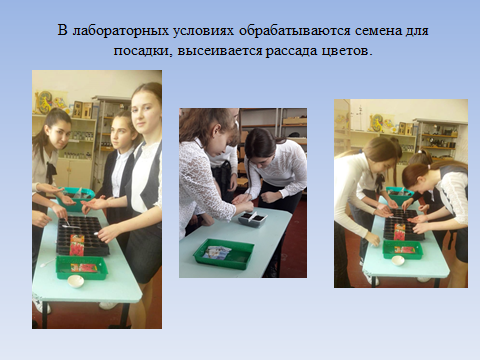 В лабораторных условиях обрабатываются семена для
посадки, высеивается рассада цветов.